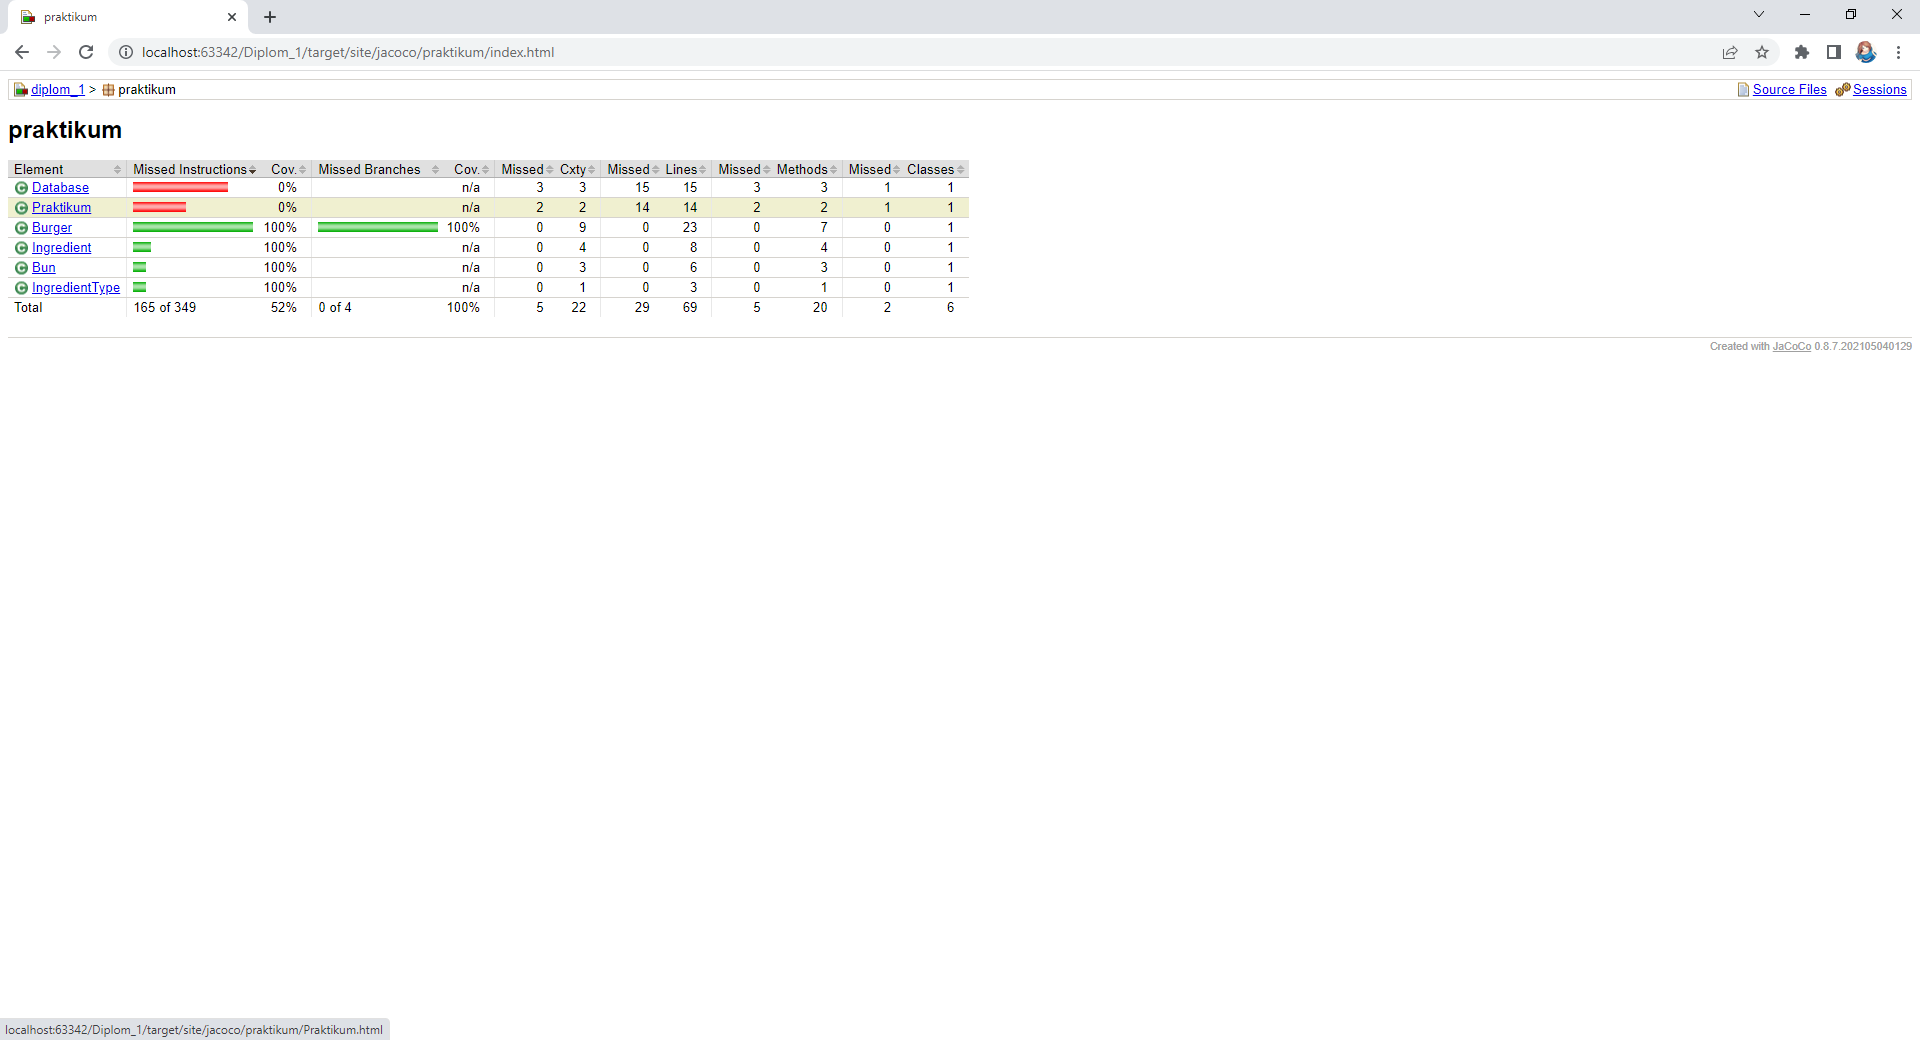 praktikum
localhost:63342/Diplom_1/target/site/jacoco/praktikum/index.html
diplom_1 > praktikum Source Files Sessions
praktikum
Element Missed Instructions Cov. Missed Branches Cov. Missed Cxty Missed Lines Missed Methods Missed Classes
Database 0% n/a 3 3 15 15 3 3 1 1
Praktikum 0% n/a 2 2 14 14 2 2 1 1
Burger 100% 100% 0 9 0 23 0 7 0 1
Ingredient 100% n/a 0 4 0 8 0 4 0 1
Bun 100% n/a 0 3 0 6 0 3 0 1
IngredientType 100% n/a 0 1 0 3 0 1 0 1
Total 165 of 349 52% 0 of 4 100% 5 22 29 69 5 20 2 6
Created with JaCoCo 0.8.7.202105040129
localhost:63342/Diplom_1/target/site/jacoco/praktikum/Praktikum.html